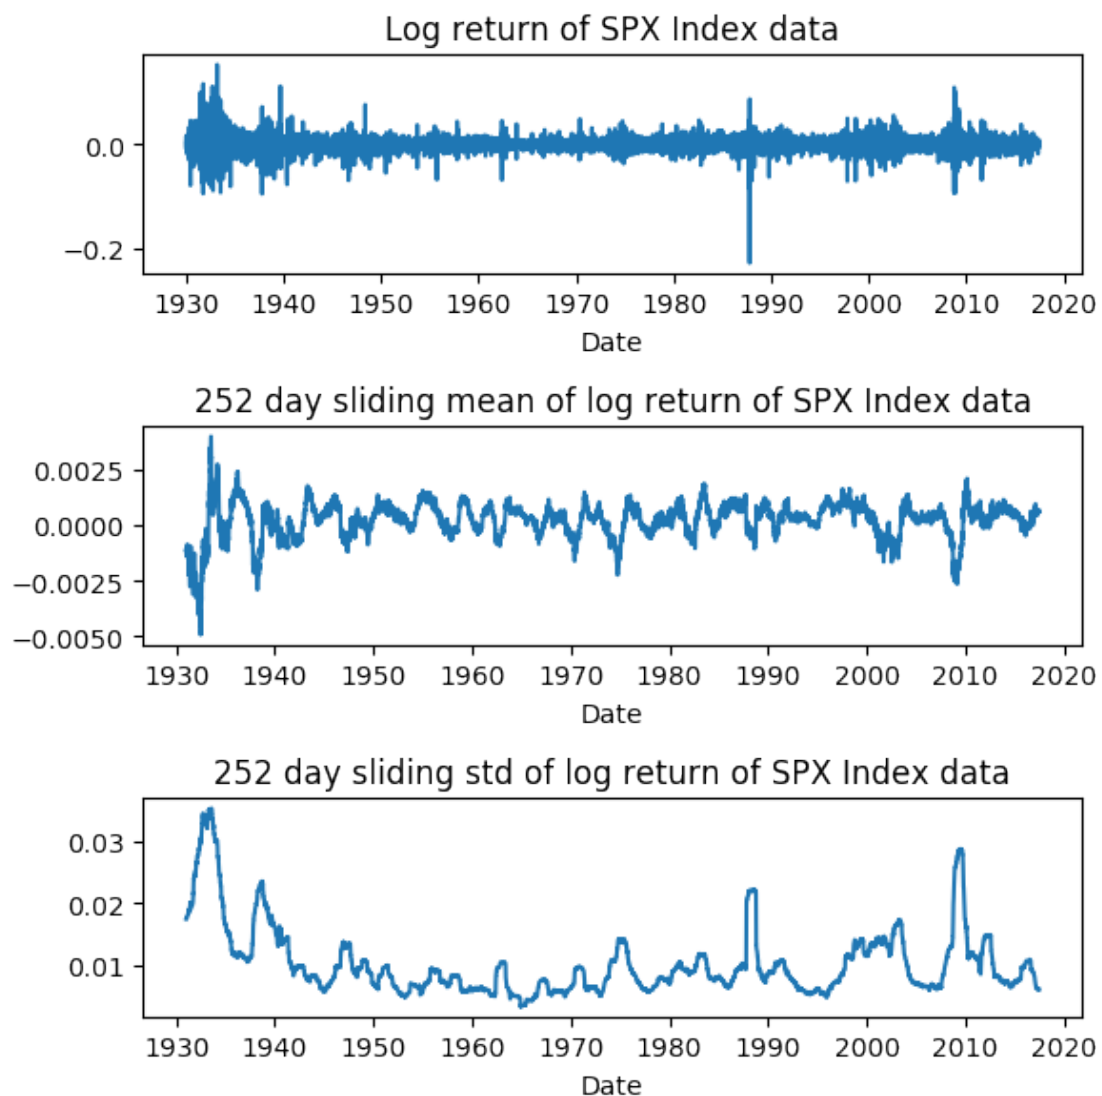 Log return of SPX Index data
0.0
−0.2
1930 1940 1950 1960 1970 1980 1990 2000 2010 2020
Date
252 day sliding mean of log return of SPX Index data
0.0025
0.0000
−0.0025
−0.0050
1930 1940 1950 1960 1970 1980 1990 2000 2010 2020
Date
252 day sliding std of log return of SPX Index data
0.03
0.02
0.01
1930 1940 1950 1960 1970 1980 1990 2000 2010 2020
Date